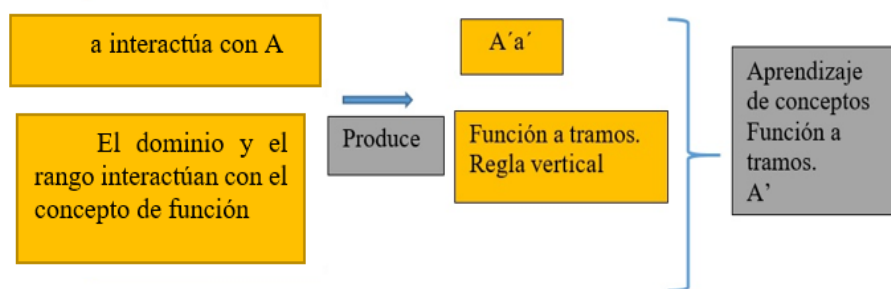 a interactúa con A
El dominio y el
rango interactúan con el
concepto de función
Produce
A´a´
Función a tramos.
Regla vertical
Aprendizaje
de conceptos
Función a
tramos.
A’